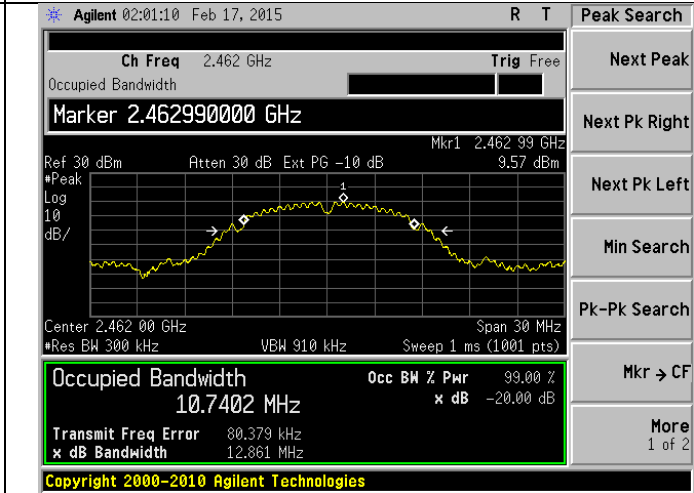 Agilent 02:01:10 Feb 17, 2015 R T
Peak Search
Ch Freq 2.462 GHz Trig Free
Occupied Bandwidth
Marker 2.462990000 GHz
Mkr1 2.462 99 GHz
Ref 30 dBm Atten 30 dB Ext PG -10 dB 9.57 dBm
#Peak
Log
10
dB/
1
Center 2.462 00 GHz Span 30 MHz
#Res BW 300 kHz VBW 910 kHz Sweep 1 ms (1001 pts)
Occupied Bandwidth Occ BW % Pwr 99.00 %
10.7402 MHz x dB -20.00 dB
Transmit Freq Error 80.379 kHz
x dB Bandwidth 12.861 MHz
Copyright 2000-2010 Agilent Technologies
Next Peak
Next Pk Right
Next Pk Left
Min Search
Pk-Pk Search
Mkr → CF
More
1 of 2